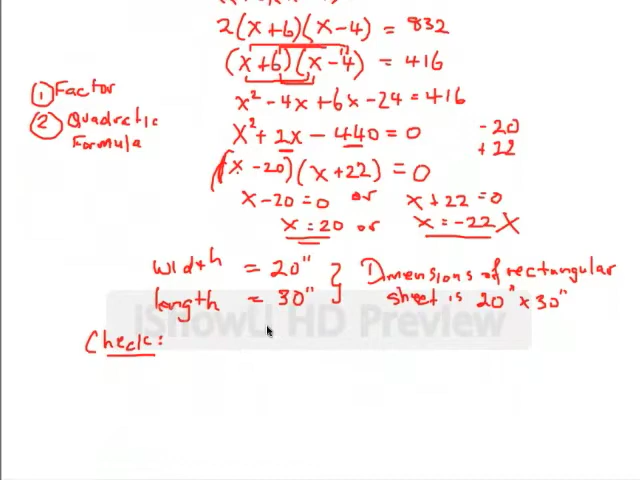 2(x+6)(x-4) = 832
(x+6)(x-4) = 416
① Factor
x² - 4x + 6x - 24 = 416
② Quadratic Formula
x² + 2x - 440 = 0
-20
+22
(x - 20)(x + 22) = 0
x - 20 = 0 or x + 22 = 0
x = 20 or x = -22 X
width = 20" } Dimensions of rectangular
length = 30" sheet is 20" x 30"
iShowU HD Preview
Check: